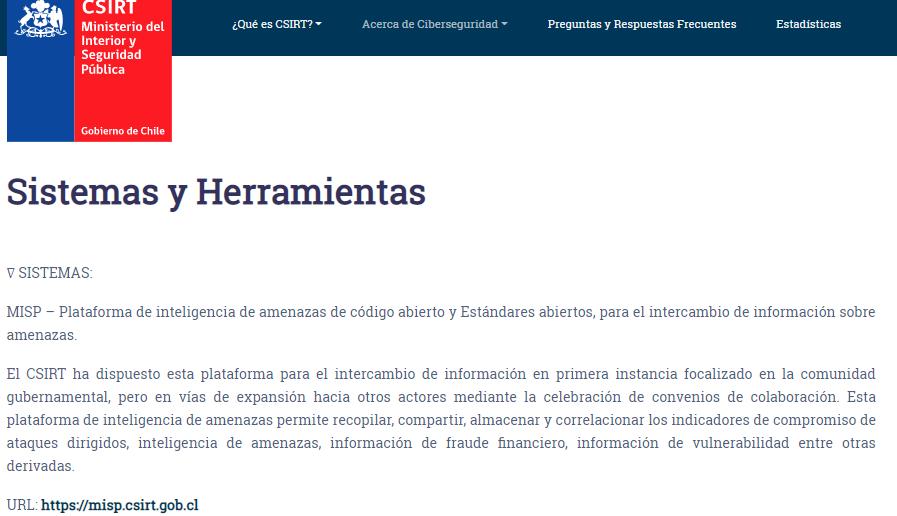 CSIRT
Ministerio del
Interior y
Seguridad
Pública
Gobierno de Chile
¿Qué es CSIRT?
Acerca de Ciberseguridad
Preguntas y Respuestas Frecuentes
Estadísticas
Sistemas y Herramientas
∇ SISTEMAS:
MISP – Plataforma de inteligencia de amenazas de código abierto y Estándares abiertos, para el intercambio de información sobre
amenazas.
El CSIRT ha dispuesto esta plataforma para el intercambio de información en primera instancia focalizado en la comunidad
gubernamental, pero en vías de expansión hacia otros actores mediante la celebración de convenios de colaboración. Esta
plataforma de inteligencia de amenazas permite recopilar, compartir, almacenar y correlacionar los indicadores de compromiso de
ataques dirigidos, inteligencia de amenazas, información de fraude financiero, información de vulnerabilidad entre otras
derivadas.
URL: https://misp.csirt.gob.cl